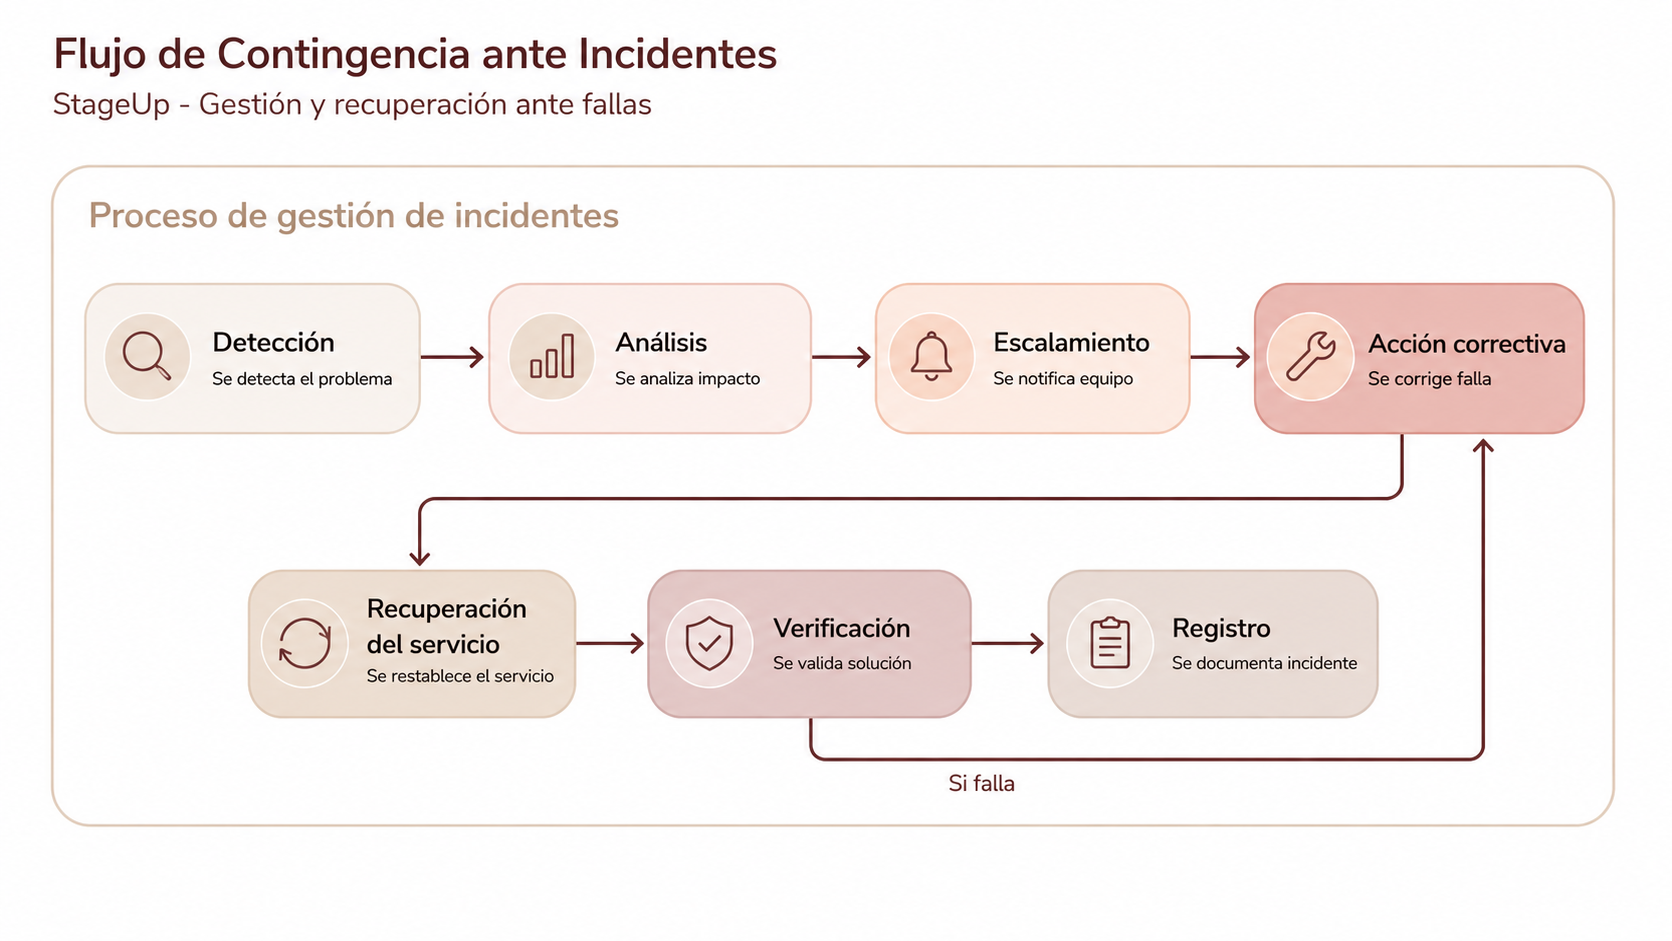 Flujo de Contingencia ante Incidentes
StageUp - Gestión y recuperación ante fallas
Proceso de gestión de incidentes
Detección
Se detecta el problema
Análisis
Se analiza impacto
Escalamiento
Se notifica equipo
Acción correctiva
Se corrige falla
Recuperación
del servicio
Se restablece el servicio
Verificación
Se valida solución
Registro
Se documenta incidente
Si falla